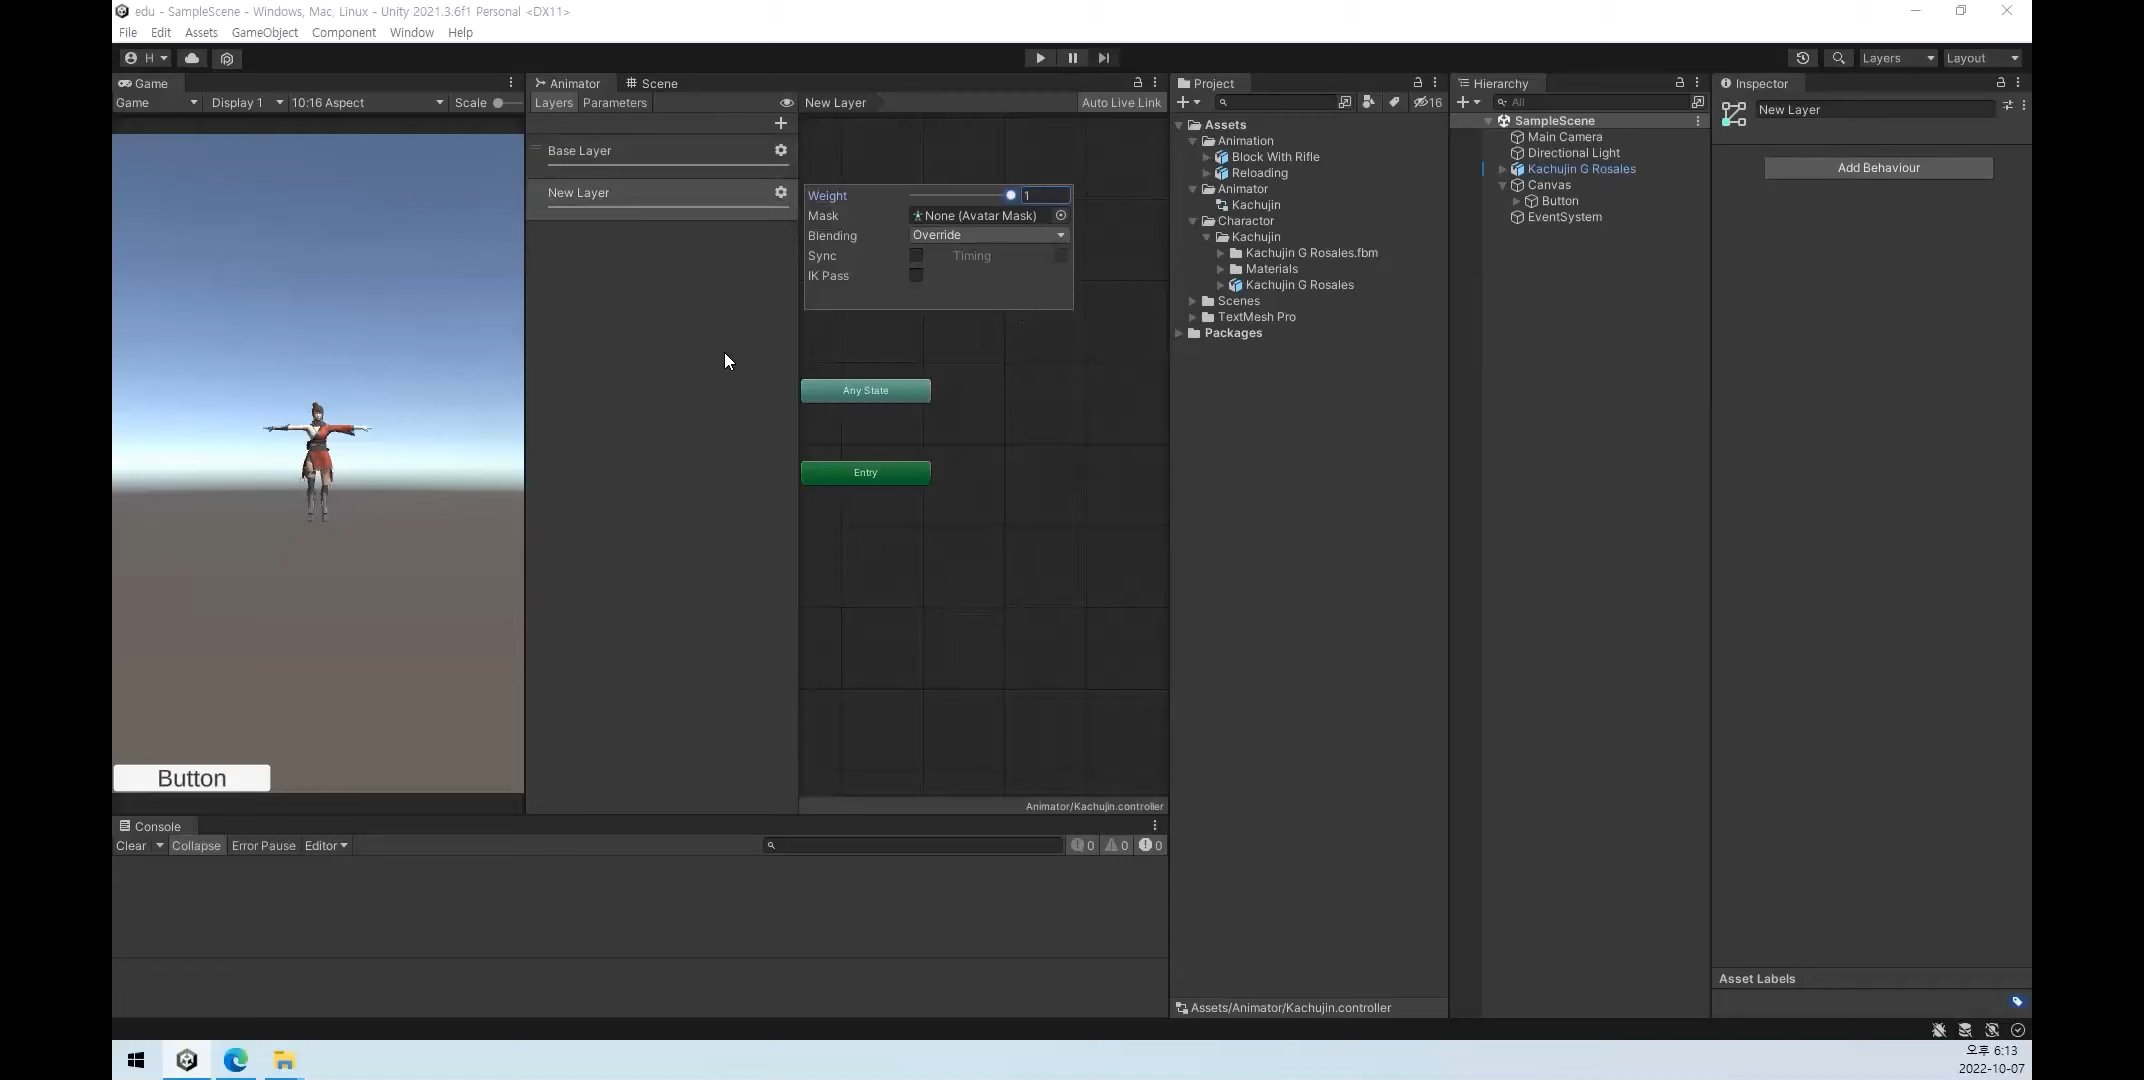 edu - SampleScene - Windows, Mac, Linux - Unity 2021.3.6f1 Personal <DX11>
File Edit Assets GameObject Component Window Help
H Layers Layout
Game
Game Display 1 10:16 Aspect Scale
Button
Animator Scene
Layers Parameters New Layer Auto Live Link
Base Layer
New Layer
Weight 1
Mask None (Avatar Mask)
Blending Override
Sync Timing
IK Pass
Any State
Entry
Animator/Kachujin.controller
Console
Clear Collapse Error Pause Editor 0 0 0
Project
16
Assets
Animation
Block With Rifle
Reloading
Animator
Kachujin
Charactor
Kachujin
Kachujin G Rosales.fbm
Materials
Kachujin G Rosales
Scenes
TextMesh Pro
Packages
Assets/Animator/Kachujin.controller
Hierarchy
All
SampleScene
Main Camera
Directional Light
Kachujin G Rosales
Canvas
Button
EventSystem
Inspector
New Layer
Add Behaviour
Asset Labels
오후 6:13
2022-10-07